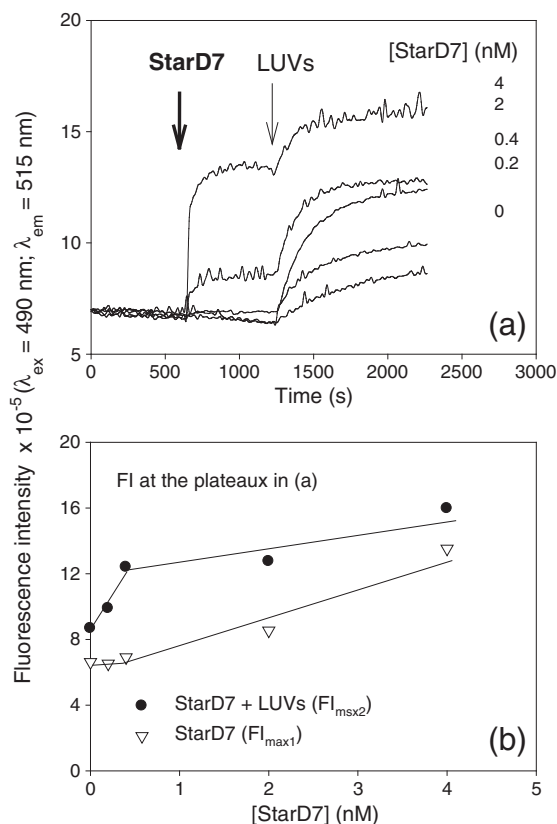 20
15
10
5
StarD7
LUVs
[StarD7] (nM)
4
2
0.4
0.2
0
(a)
0 500 1000 1500 2000 2500 3000
Time (s)
Fluorescence intensity x 10⁻⁵ (λex = 490 nm; λem = 515 nm)
20
16
12
8
4
0
FI at the plateaux in (a)
StarD7 + LUVs (FImsx2)
StarD7 (FImax1)
(b)
0 1 2 3 4 5
[StarD7] (nM)